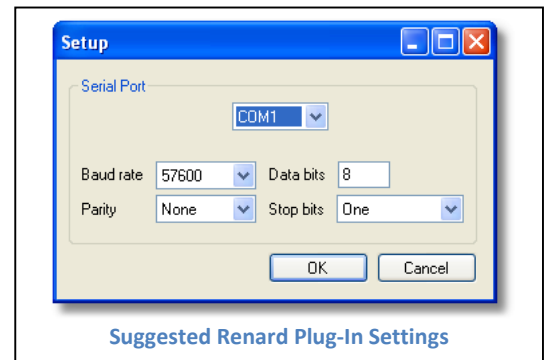 Setup
Serial Port
COM1
Baud rate 57600 Data bits 8
Parity None Stop bits One
OK Cancel
Suggested Renard Plug-In Settings